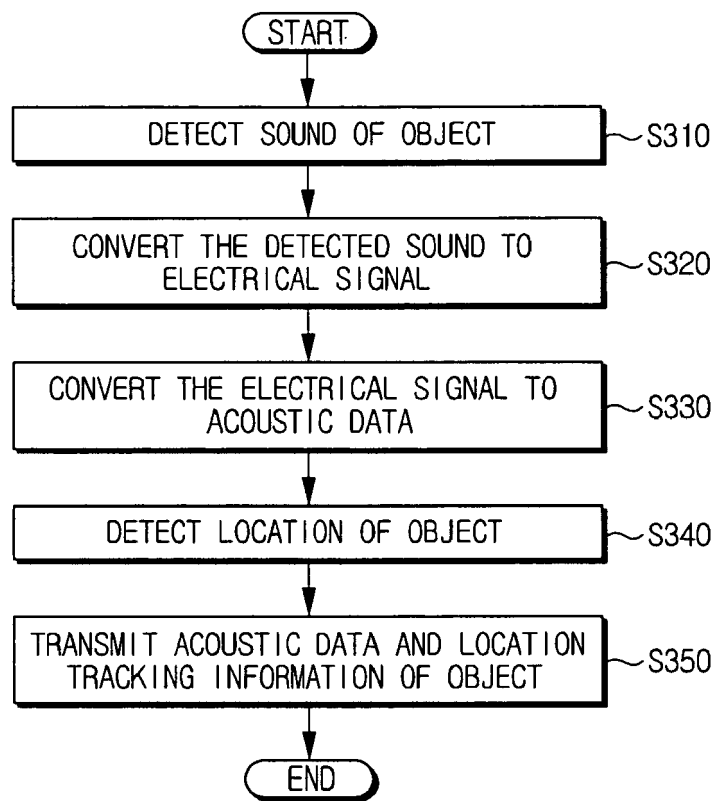 START
DETECT SOUND OF OBJECT
S310
CONVERT THE DETECTED SOUND TO
ELECTRICAL SIGNAL
S320
CONVERT THE ELECTRICAL SIGNAL TO
ACOUSTIC DATA
S330
DETECT LOCATION OF OBJECT
S340
TRANSMIT ACOUSTIC DATA AND LOCATION
TRACKING INFORMATION OF OBJECT
S350
END